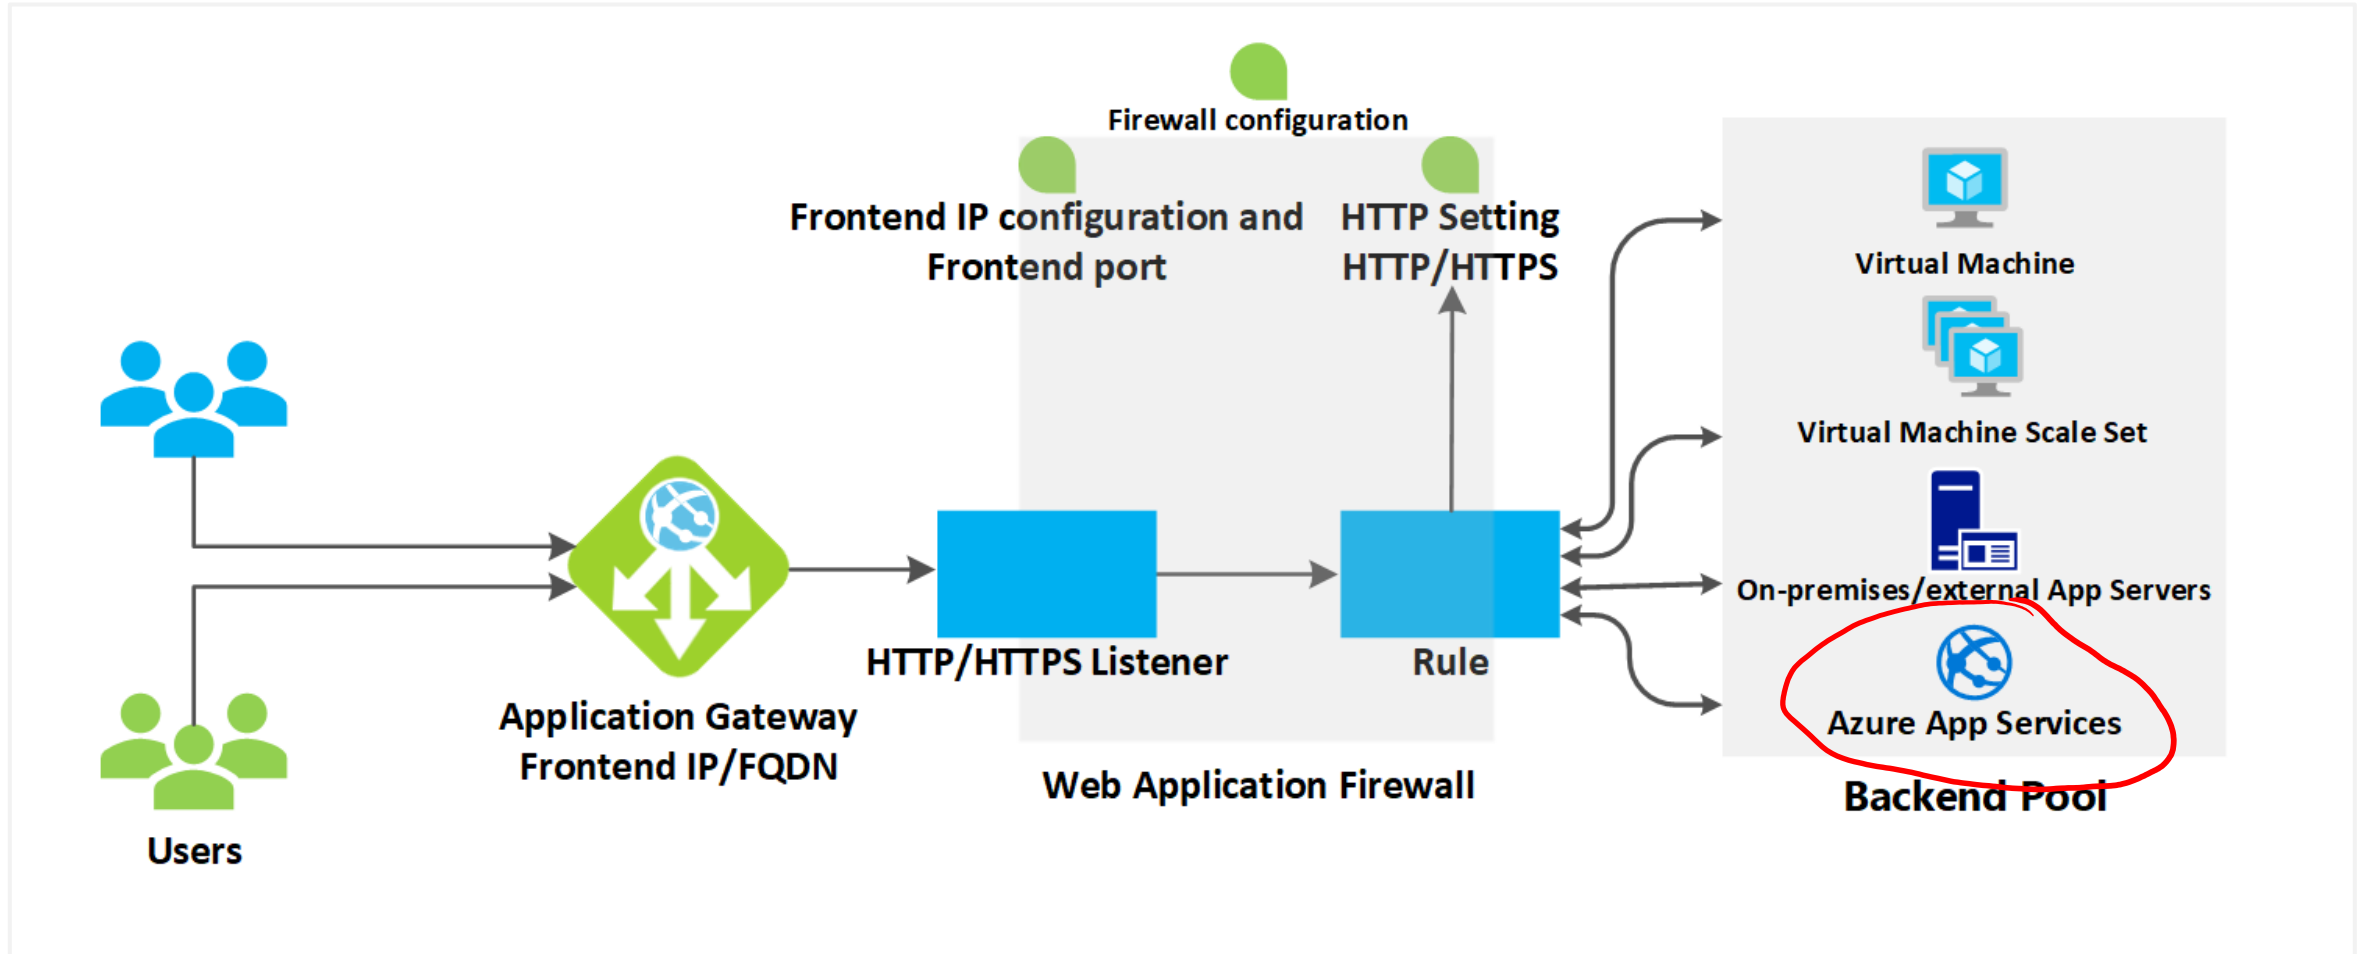 Firewall configuration
Frontend IP configuration and
Frontend port
HTTP Setting
HTTP/HTTPS
Virtual Machine
Virtual Machine Scale Set
On-premises/external App Servers
Azure App Services
Backend Pool
HTTP/HTTPS Listener
Rule
Application Gateway
Frontend IP/FQDN
Web Application Firewall
Users